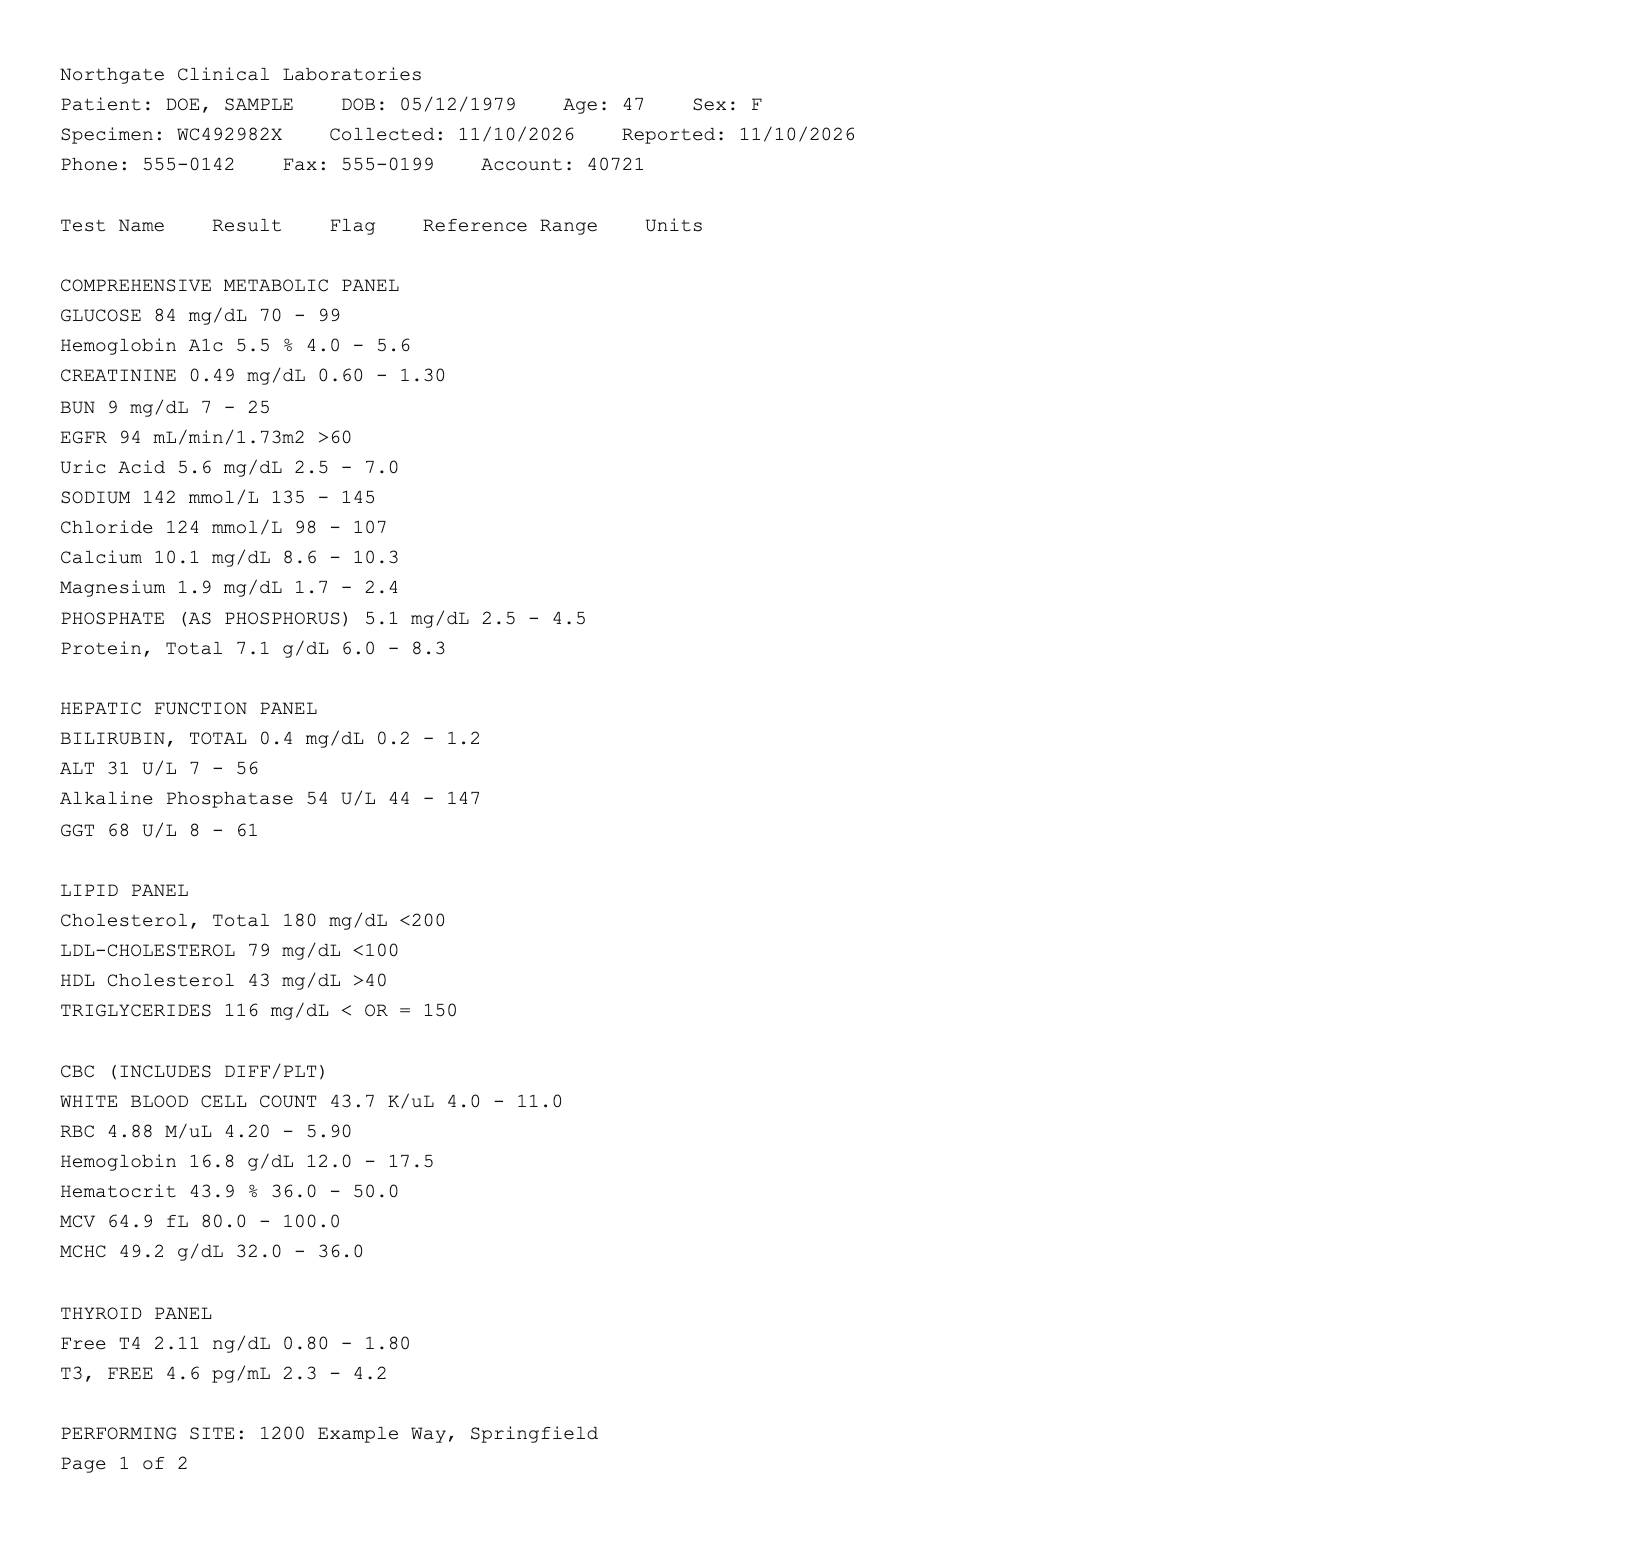 Northgate Clinical Laboratories
Patient: DOE, SAMPLE    DOB: 05/12/1979    Age: 47    Sex: F
Specimen: WC492982X    Collected: 11/10/2026    Reported: 11/10/2026
Phone: 555-0142    Fax: 555-0199    Account: 40721
Test Name    Result    Flag    Reference Range    Units
COMPREHENSIVE METABOLIC PANEL
GLUCOSE 84 mg/dL 70 - 99
Hemoglobin A1c 5.5 % 4.0 - 5.6
CREATININE 0.49 mg/dL 0.60 - 1.30
BUN 9 mg/dL 7 - 25
EGFR 94 mL/min/1.73m2 >60
Uric Acid 5.6 mg/dL 2.5 - 7.0
SODIUM 142 mmol/L 135 - 145
Chloride 124 mmol/L 98 - 107
Calcium 10.1 mg/dL 8.6 - 10.3
Magnesium 1.9 mg/dL 1.7 - 2.4
PHOSPHATE (AS PHOSPHORUS) 5.1 mg/dL 2.5 - 4.5
Protein, Total 7.1 g/dL 6.0 - 8.3
HEPATIC FUNCTION PANEL
BILIRUBIN, TOTAL 0.4 mg/dL 0.2 - 1.2
ALT 31 U/L 7 - 56
Alkaline Phosphatase 54 U/L 44 - 147
GGT 68 U/L 8 - 61
LIPID PANEL
Cholesterol, Total 180 mg/dL <200
LDL-CHOLESTEROL 79 mg/dL <100
HDL Cholesterol 43 mg/dL >40
TRIGLYCERIDES 116 mg/dL < OR = 150
CBC (INCLUDES DIFF/PLT)
WHITE BLOOD CELL COUNT 43.7 K/uL 4.0 - 11.0
RBC 4.88 M/uL 4.20 - 5.90
Hemoglobin 16.8 g/dL 12.0 - 17.5
Hematocrit 43.9 % 36.0 - 50.0
MCV 64.9 fL 80.0 - 100.0
MCHC 49.2 g/dL 32.0 - 36.0
THYROID PANEL
Free T4 2.11 ng/dL 0.80 - 1.80
T3, FREE 4.6 pg/mL 2.3 - 4.2
PERFORMING SITE: 1200 Example Way, Springfield
Page 1 of 2